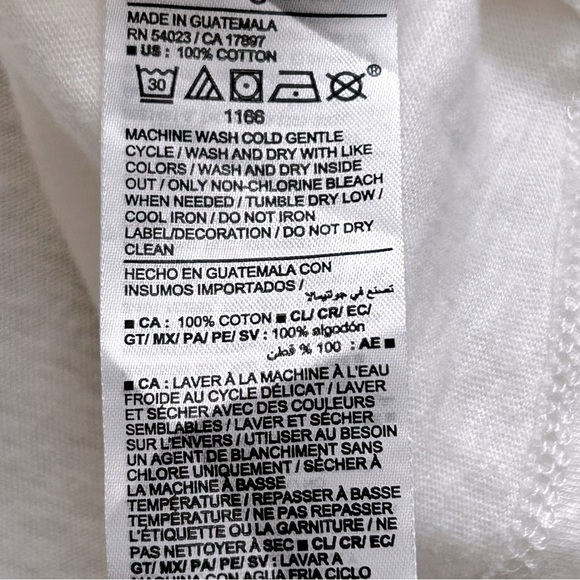 MADE IN GUATEMALA
RN 54023 / CA 17897
■ US : 100% COTTON
30 ®
1166
MACHINE WASH COLD GENTLE
CYCLE / WASH AND DRY WITH LIKE
COLORS / WASH AND DRY INSIDE
OUT / ONLY NON-CHLORINE BLEACH
WHEN NEEDED / TUMBLE DRY LOW /
COOL IRON / DO NOT IRON
LABEL/DECORATION / DO NOT DRY
CLEAN
HECHO EN GUATEMALA CON
INSUMOS IMPORTADOS /
تصنع في جوتيمالا
■ CA : 100% COTON ■ CL/ CR/ EC/
GT/ MX/ PA/ PE/ SV : 100% algodón
■ AE : 100 % قطن
■ CA : LAVER À LA MACHINE À L'EAU
FROIDE AU CYCLE DÉLICAT / LAVER
ET SÉCHER AVEC DES COULEURS
SEMBLABLES / LAVER ET SÉCHER
SUR L'ENVERS / UTILISER AU BESOIN
UN AGENT DE BLANCHIMENT SANS
CHLORE UNIQUEMENT / SÉCHER À
LA MACHINE À BASSE
TEMPÉRATURE / REPASSER À BASSE
TEMPÉRATURE / NE PAS REPASSER
L'ÉTIQUETTE OU LA GARNITURE / NE
PAS NETTOYER À SEC ■ CL/ CR/ EC/
GT/ MX/ PA/ PE/ SV : LAVAR A
MACHINA CON AGUA FRIA CICLO